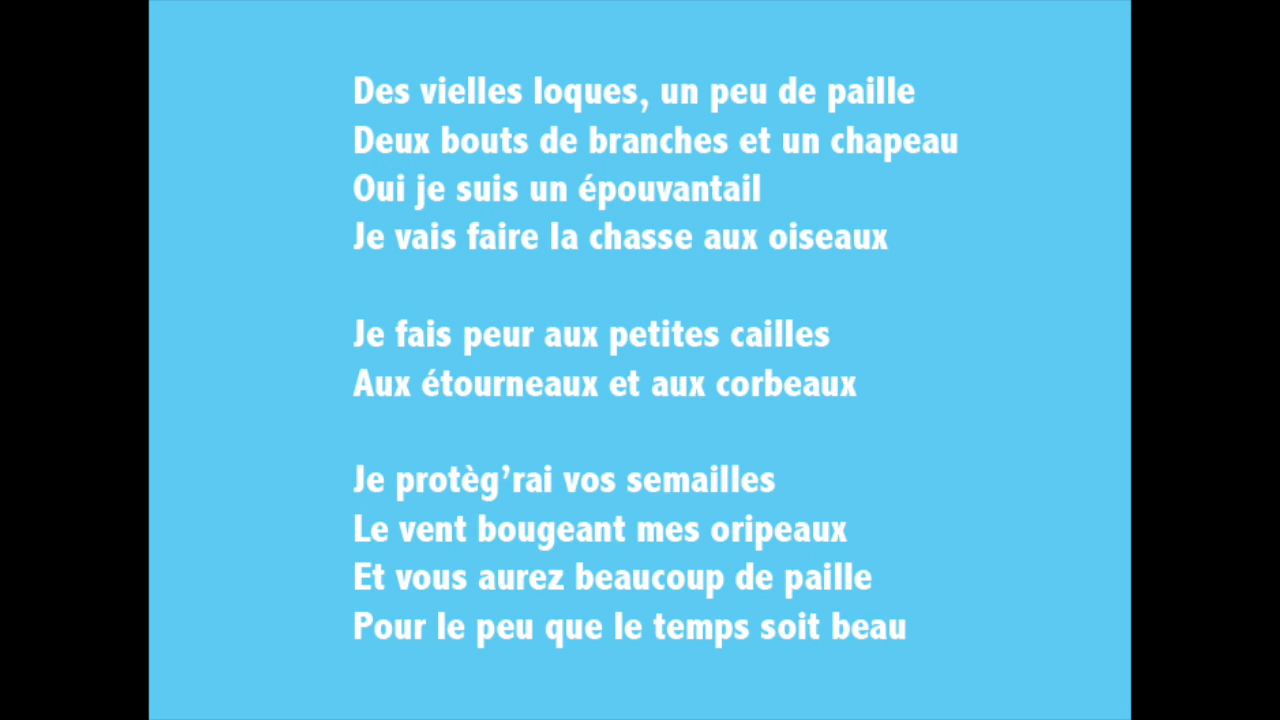 Des vielles loques, un peu de paille
Deux bouts de branches et un chapeau
Oui je suis un épouvantail
Je vais faire la chasse aux oiseaux
Je fais peur aux petites cailles
Aux étourneaux et aux corbeaux
Je protèg’rai vos semailles
Le vent bougeant mes oripeaux
Et vous aurez beaucoup de paille
Pour le peu que le temps soit beau